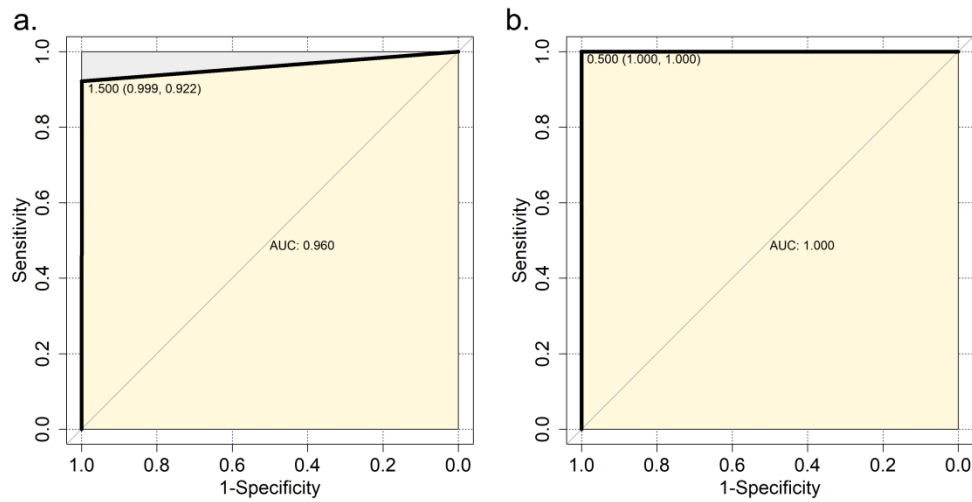 a.
1.0
0.8
0.6
0.4
0.2
0.0
Sensitivity
1.500 (0.999, 0.922)
AUC: 0.960
1.0 0.8 0.6 0.4 0.2 0.0
1-Specificity
b.
1.0
0.8
0.6
0.4
0.2
0.0
Sensitivity
0.500 (1.000, 1.000)
AUC: 1.000
1.0 0.8 0.6 0.4 0.2 0.0
1-Specificity